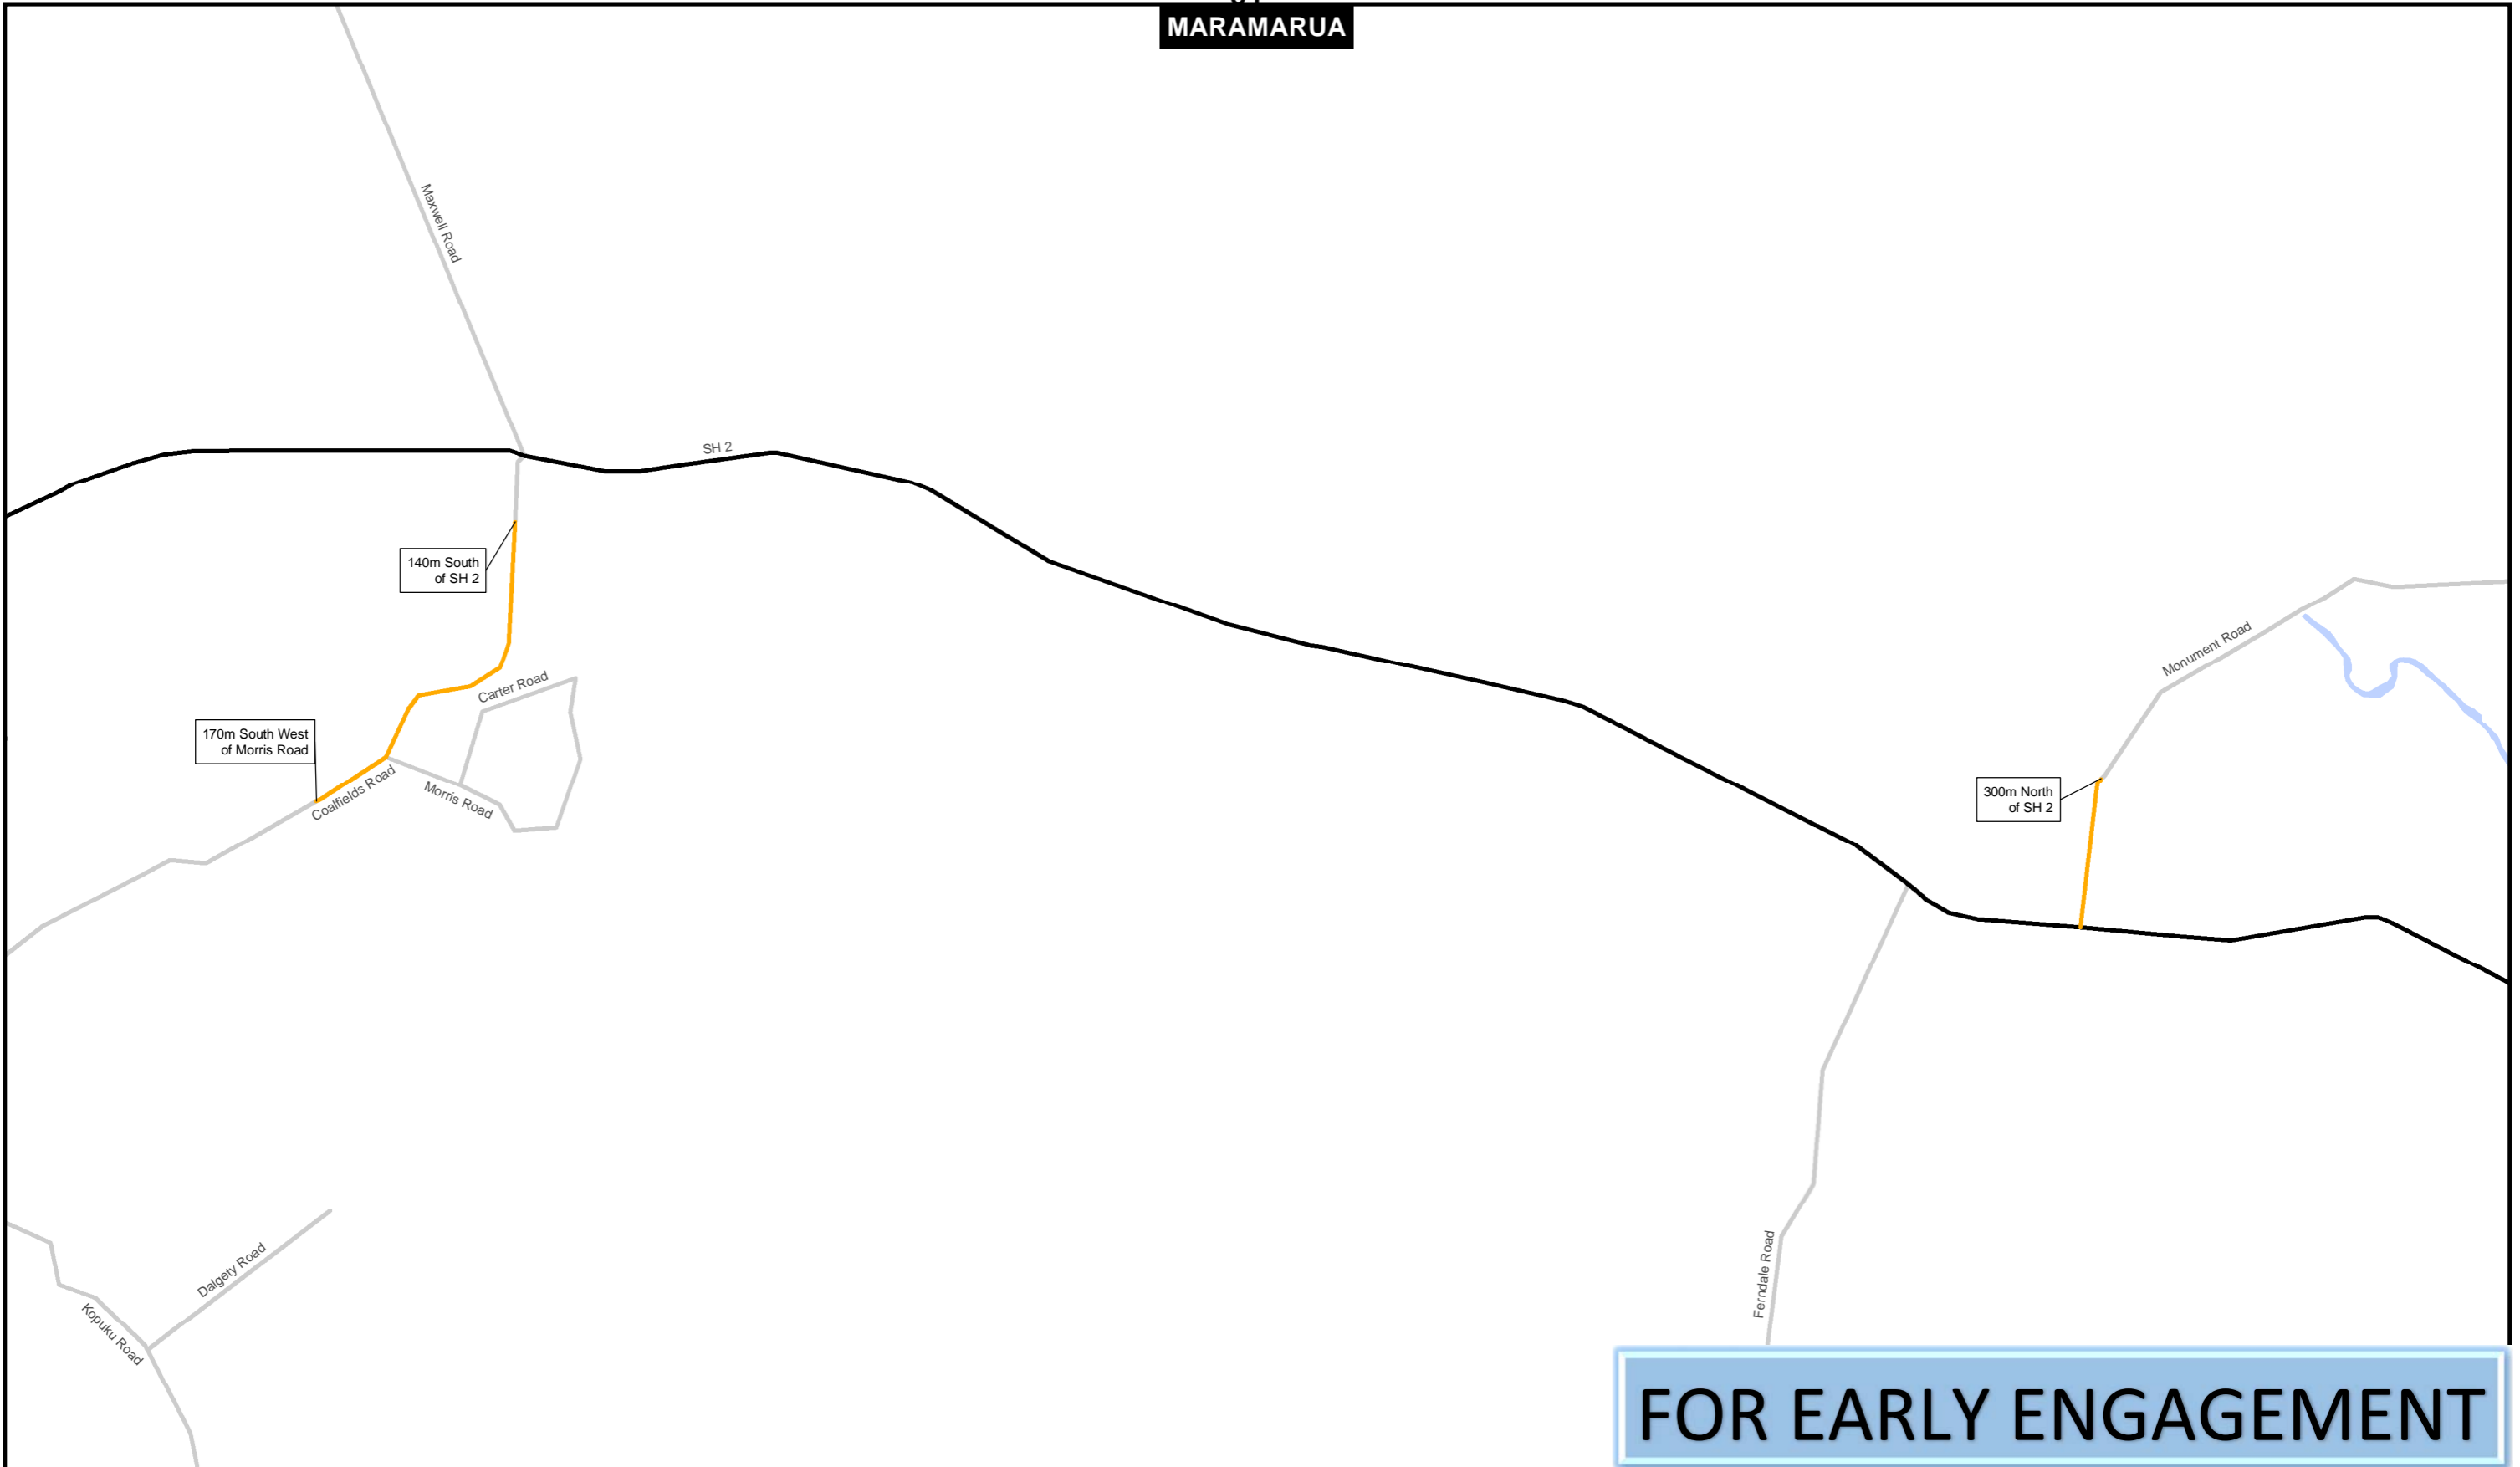 MARAMARUA
Maxwell Road
SH 2
140m South
of SH 2
Monument Road
Carter Road
170m South West
of Morris Road
Coalfields Road
Morris Road
300m North
of SH 2
Dalgety Road
Kopuku Road
Ferndale Road
FOR EARLY ENGAGEMENT